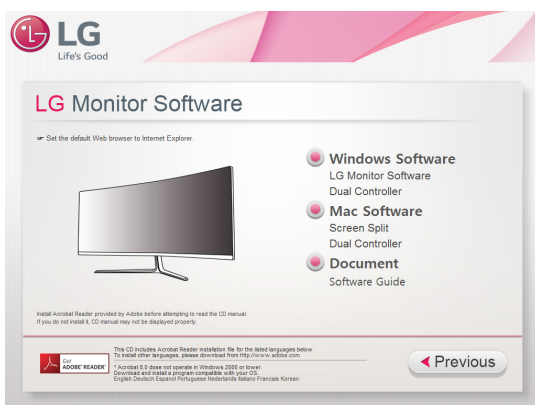 LG
Life's Good
LG Monitor Software
☞ Set the default Web browser to Internet Explorer.
Windows Software
LG Monitor Software
Dual Controller
Mac Software
Screen Split
Dual Controller
Document
Software Guide
Install Acrobat Reader provided by Adobe before attempting to read the CD manual.
If you do not install it, CD manual may not be displayed properly.
Get
ADOBE® READER®
This CD includes Acrobat Reader installation file for the listed languages below
To install other languages, please download from http://www.adobe.com
* Acrobat 8.0 dose not operate in Windows 2000 or lower.
Download and install a program compatible with your OS.
English Deutsch Espanol Portuguese Nederlands Italiano Francais Korean
Previous